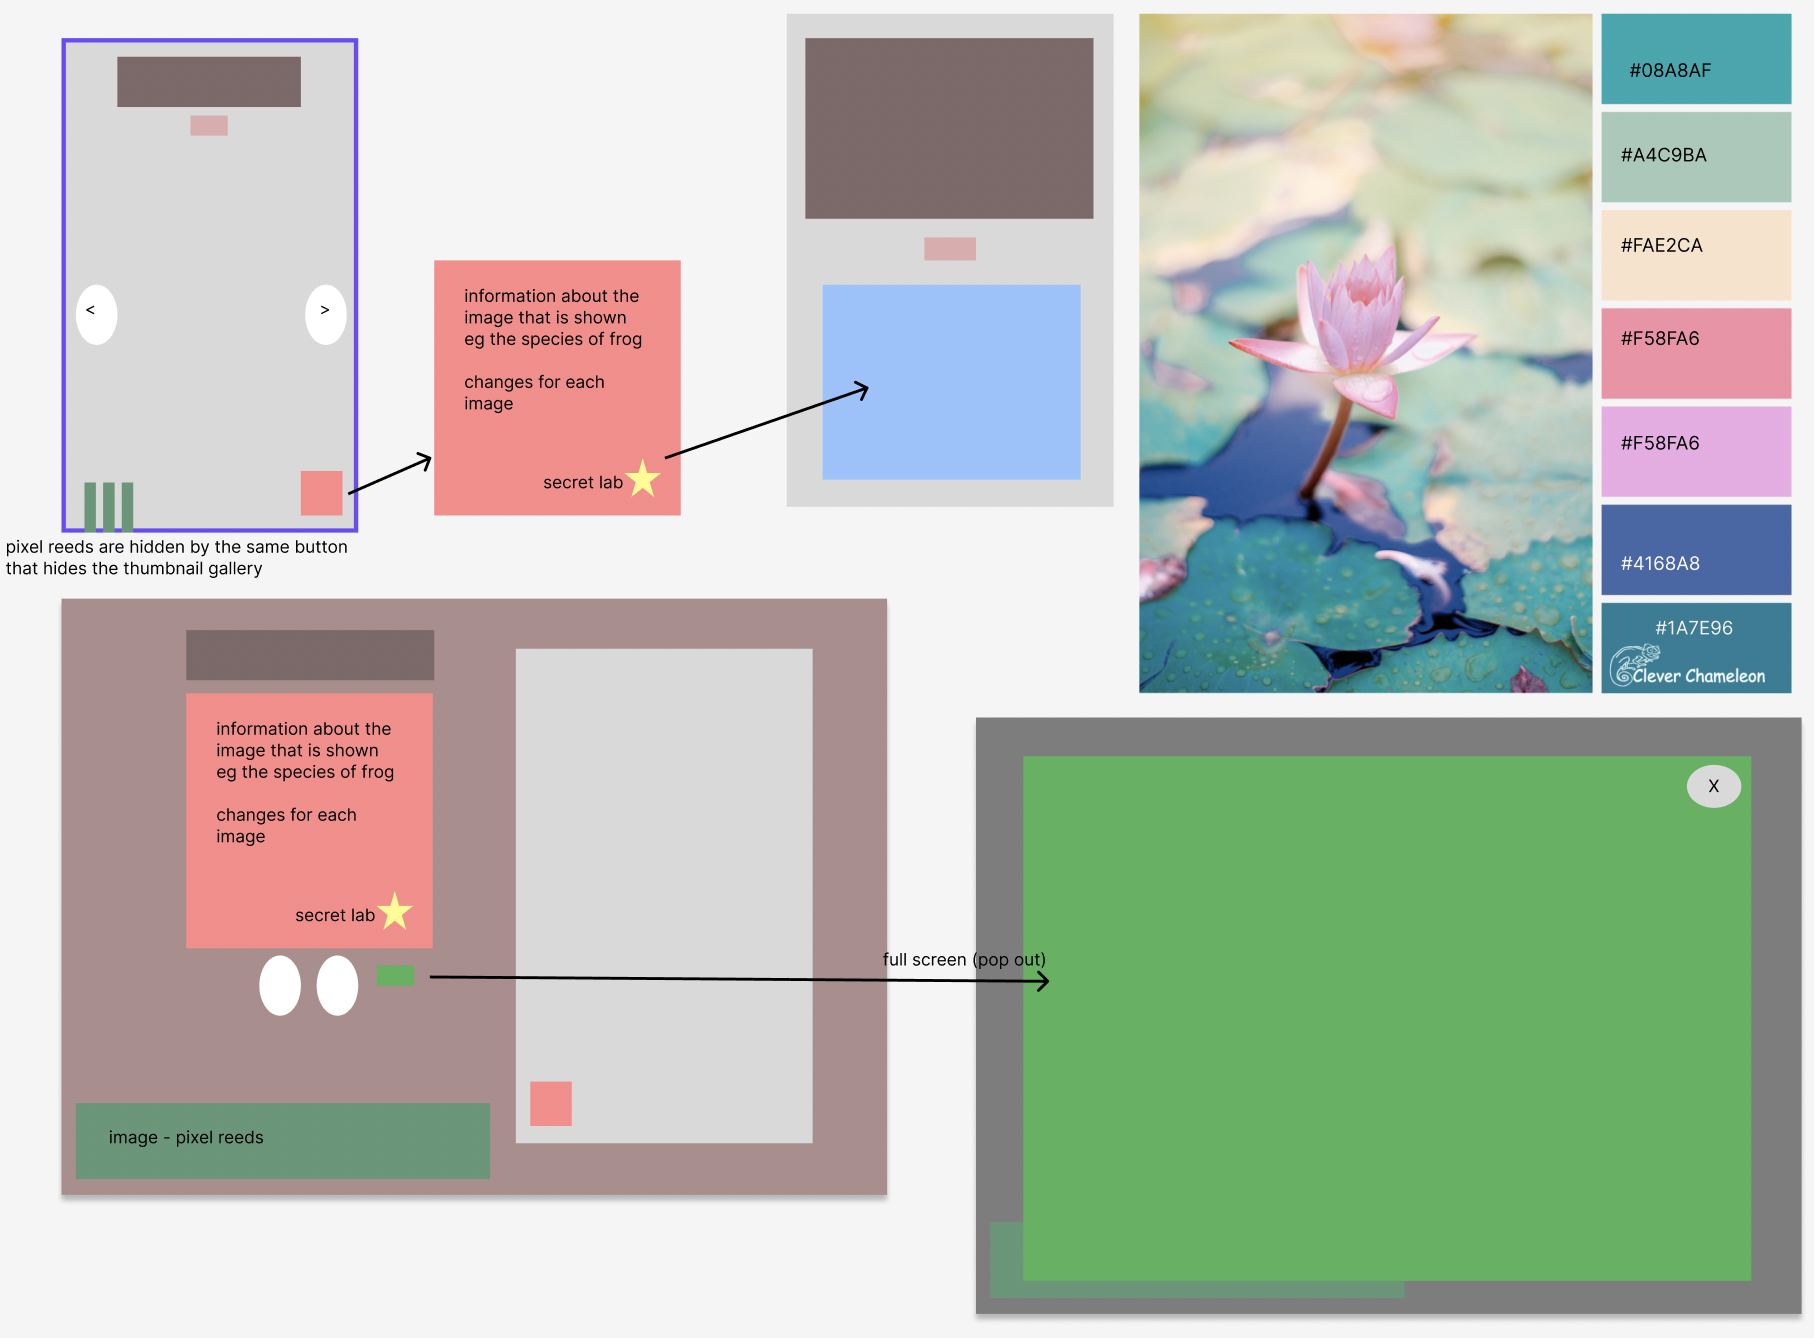 <
>
pixel reeds are hidden by the same button
that hides the thumbnail gallery
information about the
image that is shown
eg the species of frog
changes for each
image
secret lab
#08A8AF
#A4C9BA
#FAE2CA
#F58FA6
#F58FA6
#4168A8
#1A7E96
Clever Chameleon
information about the
image that is shown
eg the species of frog
changes for each
image
secret lab
image - pixel reeds
full screen (pop out)
X